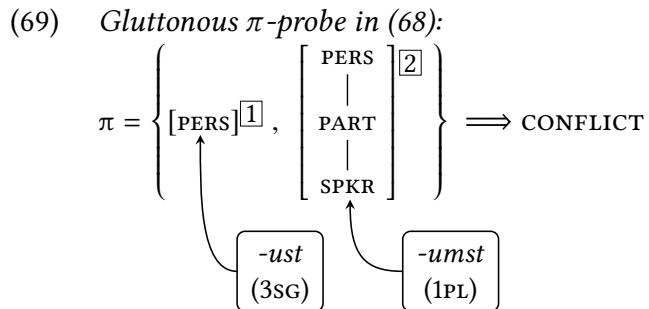 (69) Gluttonous π-probe in (68):
π = { [PERS]1 , [ PERS
PART
SPKR ]2 } ⟹ CONFLICT
-ust
(3SG)
-umst
(1PL)